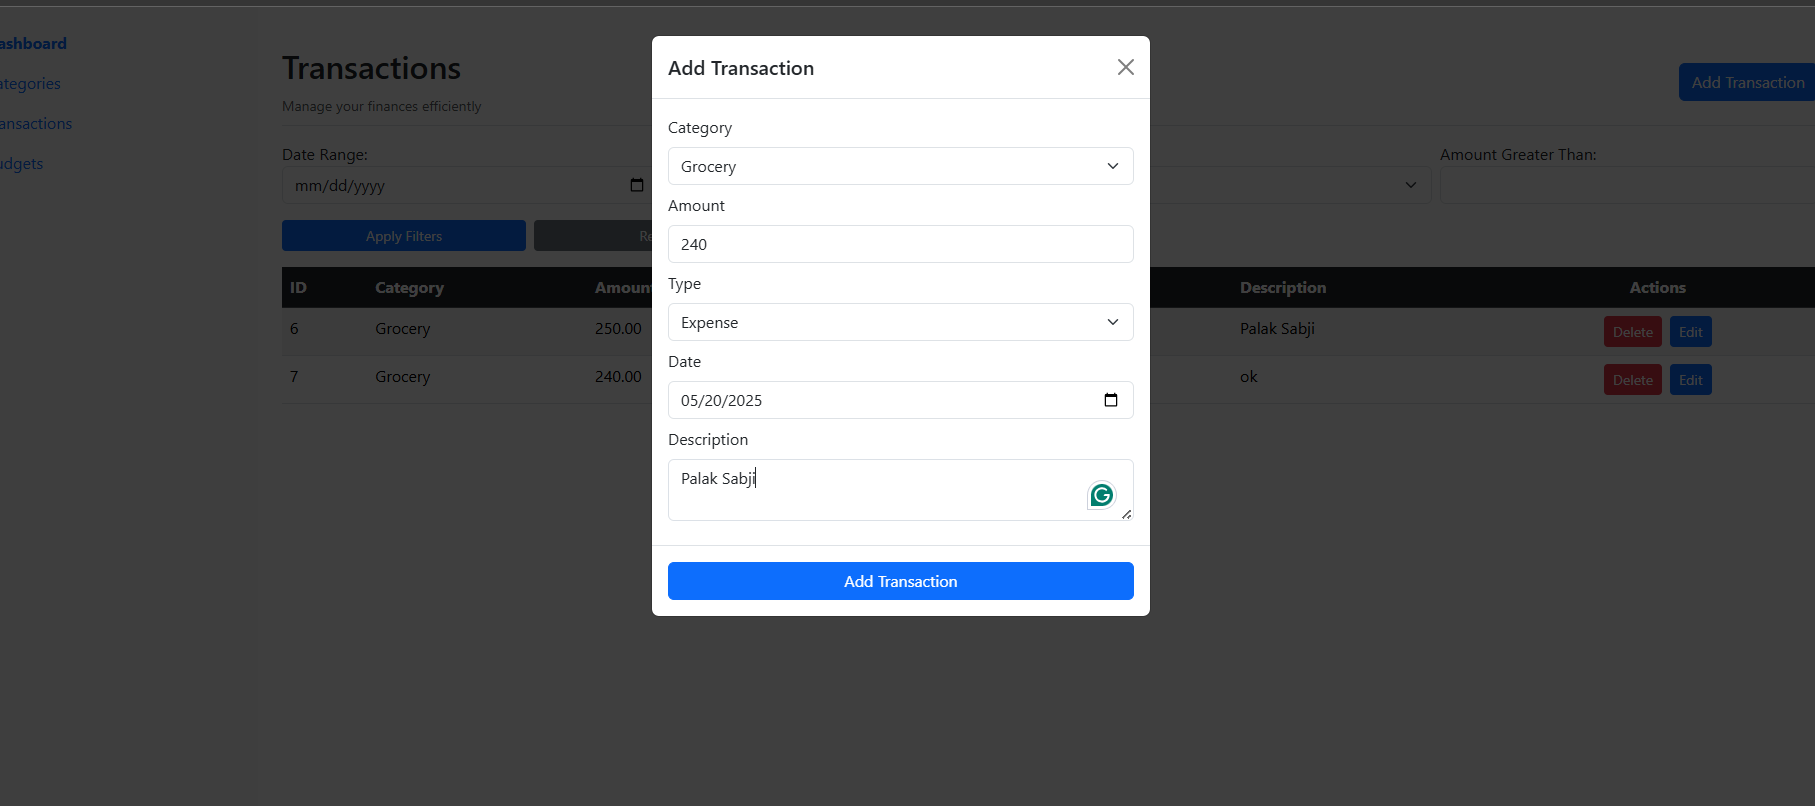 ashboard
ategories
ansactions
udgets
Transactions
Manage your finances efficiently
Add Transaction
Date Range:
mm/dd/yyyy
Amount Greater Than:
Apply Filters
Re
ID Category Amoun Description Actions
6 Grocery 250.00 Palak Sabji Delete Edit
7 Grocery 240.00 ok Delete Edit
Add Transaction
Category
Grocery
Amount
240
Type
Expense
Date
05/20/2025
Description
Palak Sabji
G
Add Transaction